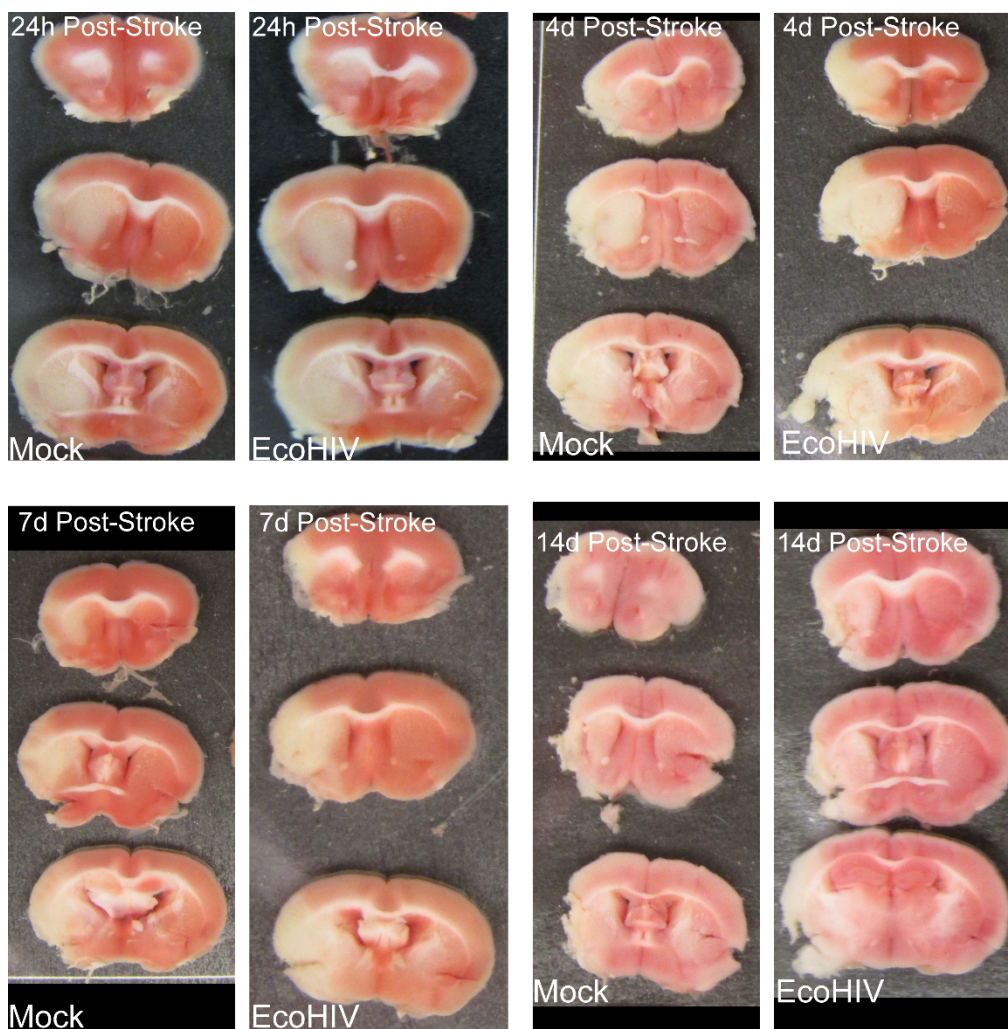 24h Post-Stroke
24h Post-Stroke
4d Post-Stroke
4d Post-Stroke
Mock
EcoHIV
Mock
EcoHIV
7d Post-Stroke
7d Post-Stroke
14d Post-Stroke
14d Post-Stroke
Mock
EcoHIV
Mock
EcoHIV